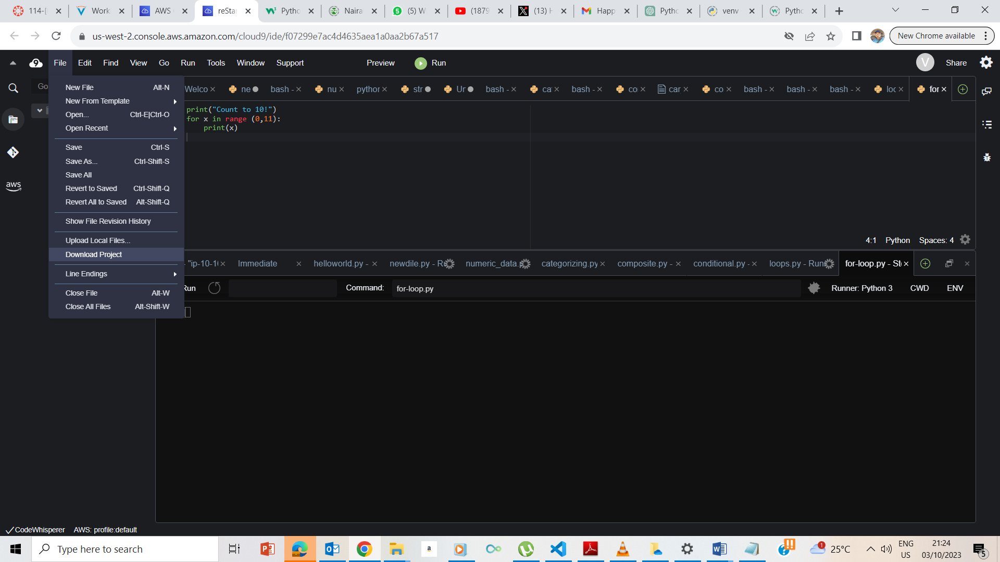 114-[
Work
AWS
reStar
Pytho
Naira
(5) W
(1879
(13) H
Happ
Pytho
venv
Pytho
us-west-2.console.aws.amazon.com/cloud9/ide/f07299e7ac4d4635aea1a0aa2b67a517
New Chrome available
File Edit Find View Go Run Tools Window Support Preview Run
V Share
Go
Welco
ne
bash -
nu
python
str
Ur
bash -
cat
bash -
co
car
co
bash -
bash -
bash -
loo
for
New File Alt-N
New From Template
Open... Ctrl-E|Ctrl-O
Open Recent
Save Ctrl-S
Save As... Ctrl-Shift-S
Save All
Revert to Saved Ctrl-Shift-Q
Revert All to Saved Alt-Shift-Q
Show File Revision History
Upload Local Files...
Download Project
Line Endings
Close File Alt-W
Close All Files Alt-Shift-W
aws
print("Count to 10!")
for x in range (0,11):
print(x)
4:1 Python Spaces: 4
- "ip-10-1
Immediate
helloworld.py -
newdile.py - R
numeric_data.p
categorizing.py
composite.py -
conditional.py -
loops.py - Run
for-loop.py - St
Run Command: for-loop.py Runner: Python 3 CWD ENV
CodeWhisperer AWS: profile:default
Type here to search
a
1
25°C
ENG
US
21:24
03/10/2023
5